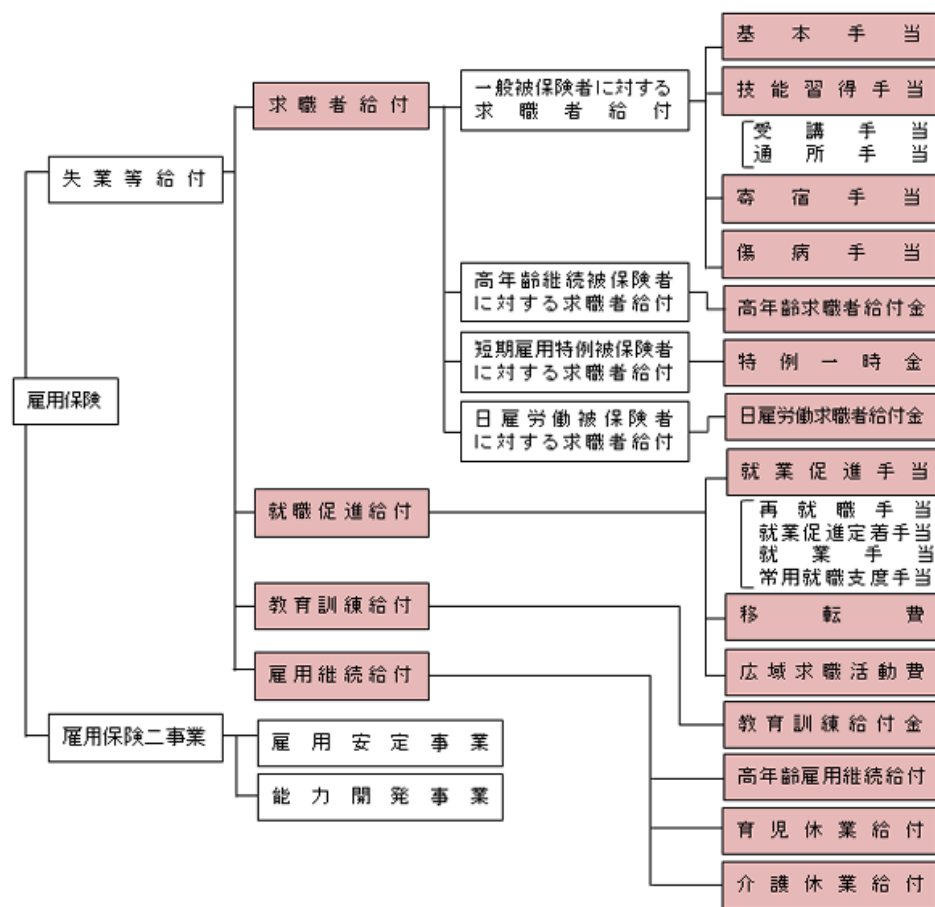 雇用保険
失業等給付
求職者給付
一般被保険者に対する
求職者給付
基本手当
技能習得手当
受講手当
通所手当
寄宿手当
傷病手当
高年齢継続被保険者
に対する求職者給付
高年齢求職者給付金
短期雇用特例被保険者
に対する求職者給付
特例一時金
日雇労働被保険者
に対する求職者給付
日雇労働求職者給付金
就職促進給付
就業促進手当
再就職手当
就業促進定着手当
就業手当
常用就職支度手当
移転費
広域求職活動費
教育訓練給付
教育訓練給付金
雇用継続給付
高年齢雇用継続給付
育児休業給付
介護休業給付
雇用保険二事業
雇用安定事業
能力開発事業